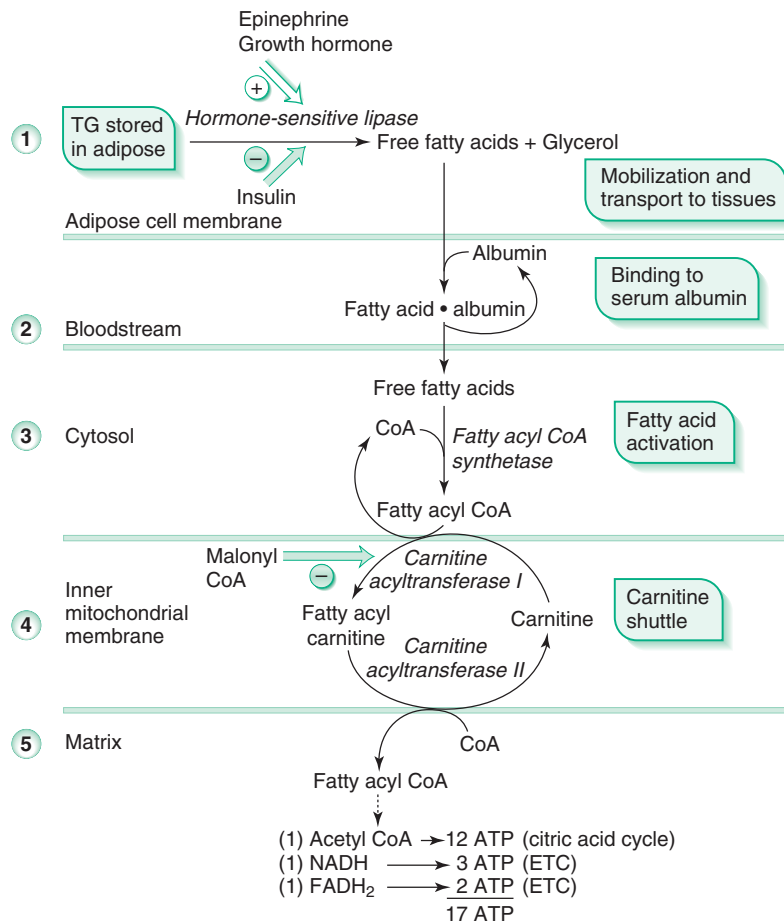 Epinephrine
Growth hormone
+
Hormone-sensitive lipase
1
TG stored
in adipose
Free fatty acids + Glycerol
−
Insulin
Mobilization and
transport to tissues
Adipose cell membrane
Albumin
Binding to
serum albumin
Fatty acid • albumin
2
Bloodstream
Free fatty acids
3
Cytosol
CoA
Fatty acyl CoA
synthetase
Fatty acid
activation
Fatty acyl CoA
Malonyl
CoA
−
Carnitine
acyltransferase I
4
Inner
mitochondrial
membrane
Fatty acyl
carnitine
Carnitine
Carnitine
shuttle
Carnitine
acyltransferase II
5
Matrix
CoA
Fatty acyl CoA
(1) Acetyl CoA 12 ATP (citric acid cycle)
(1) NADH 3 ATP (ETC)
(1) FADH₂ 2 ATP (ETC)
17 ATP